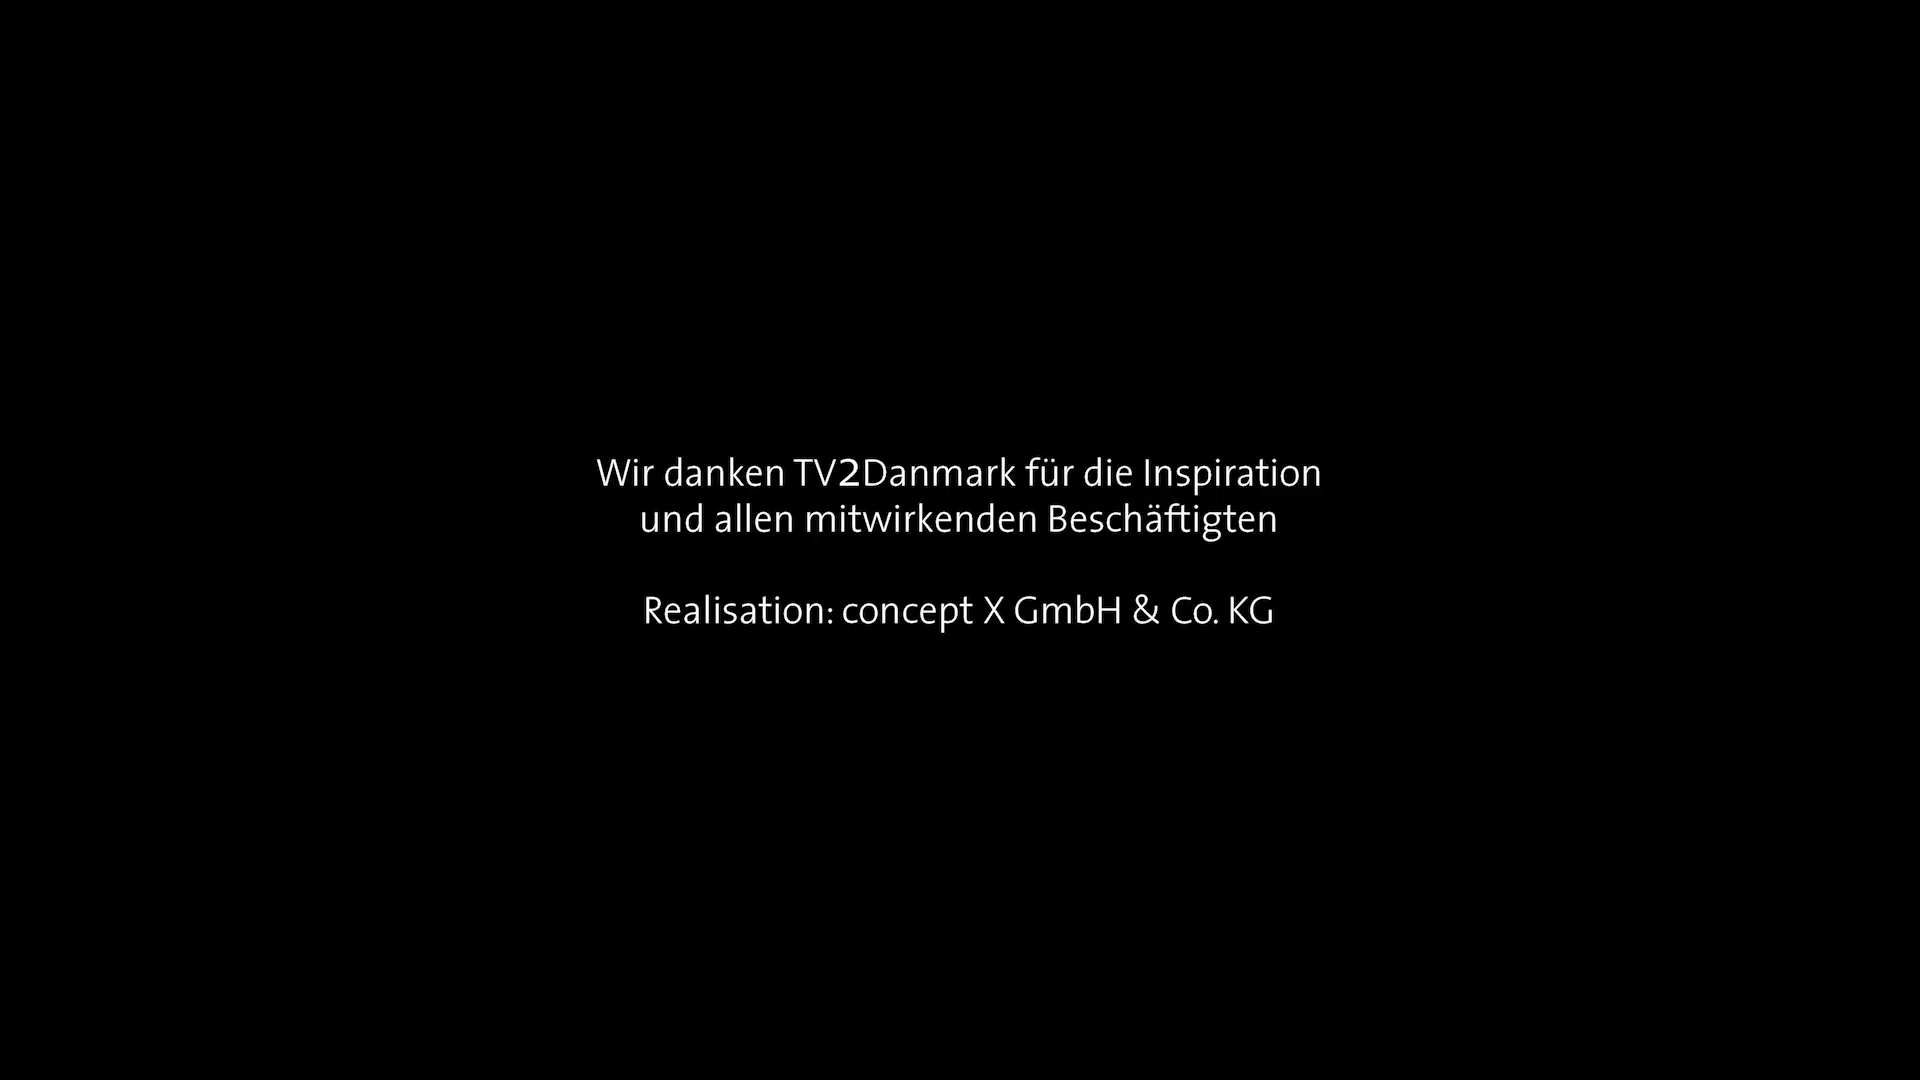 Wir danken TV2Danmark für die Inspiration
und allen mitwirkenden Beschäftigten
Realisation: concept X GmbH & Co. KG